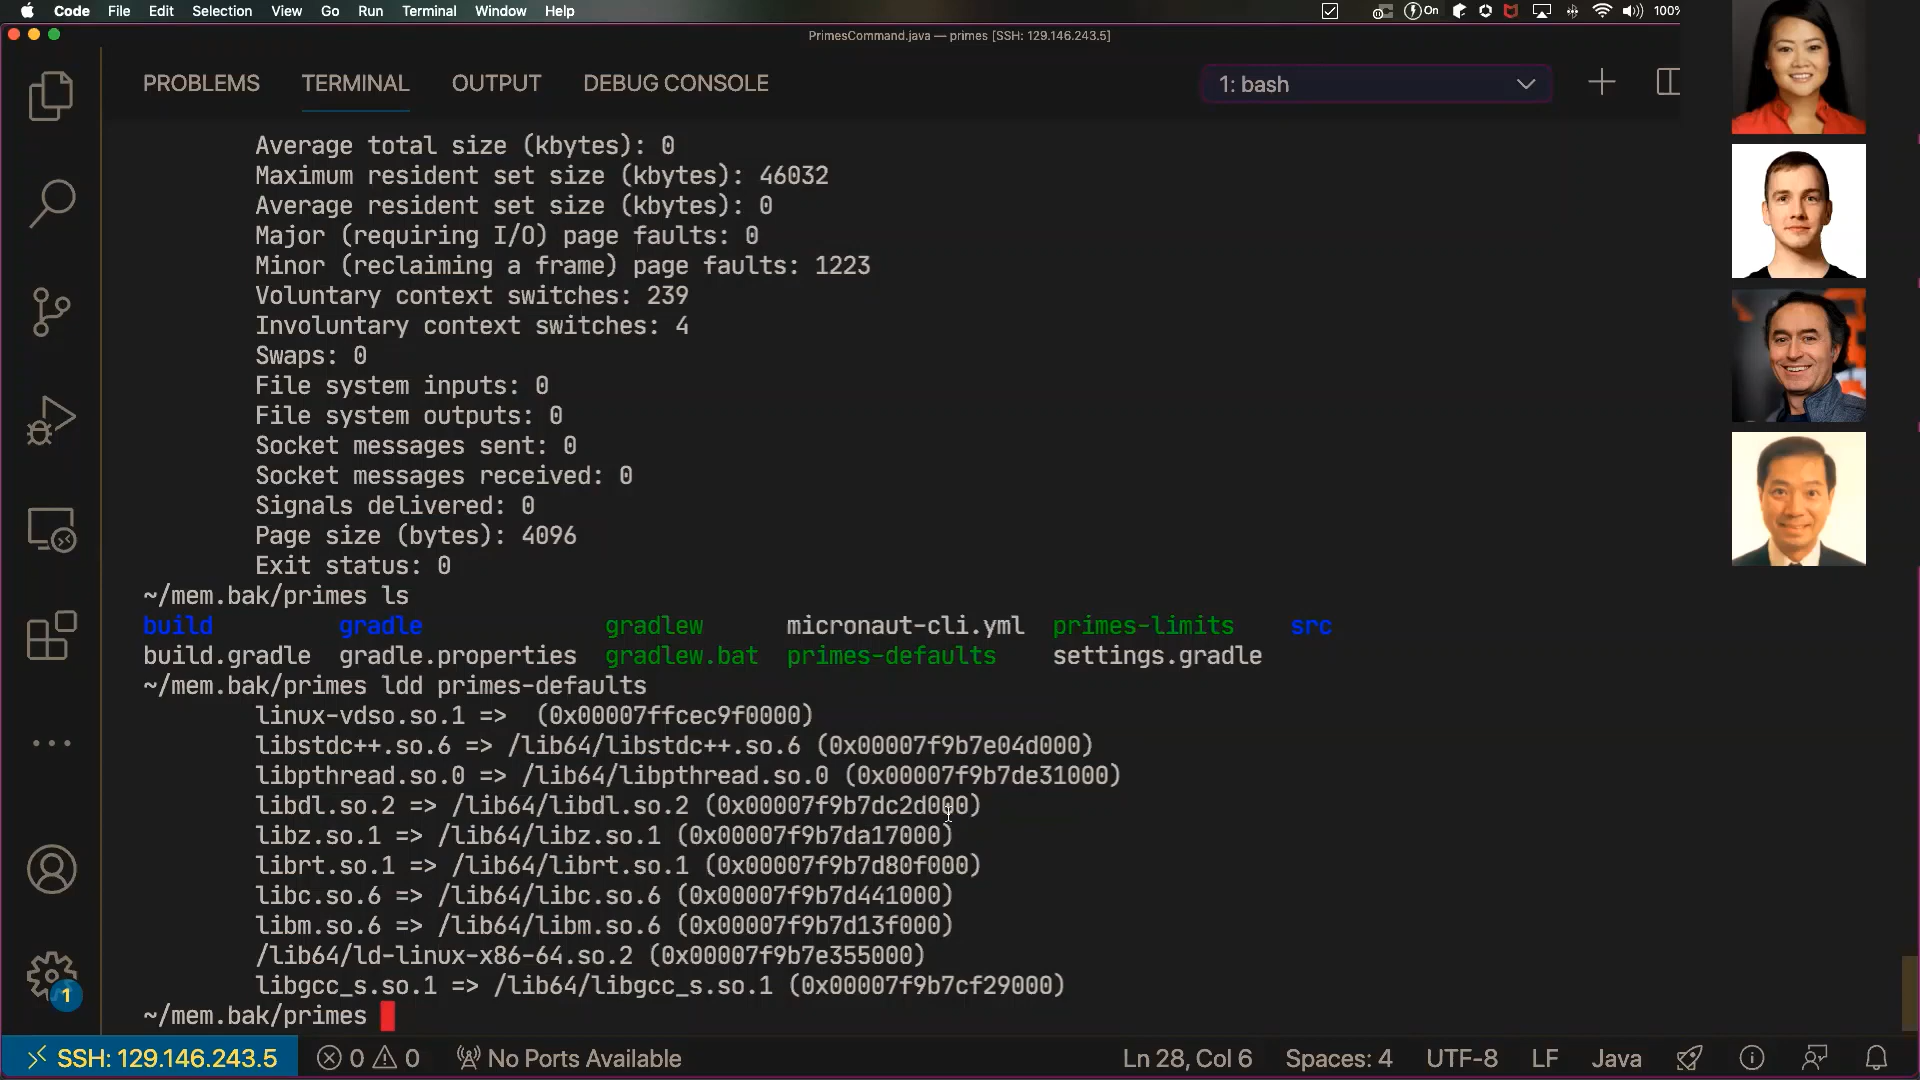 Code File Edit Selection View Go Run Terminal Window Help On 100%
PrimesCommand.java — primes [SSH: 129.146.243.5]
PROBLEMS TERMINAL OUTPUT DEBUG CONSOLE 1: bash
Average total size (kbytes): 0
Maximum resident set size (kbytes): 46032
Average resident set size (kbytes): 0
Major (requiring I/O) page faults: 0
Minor (reclaiming a frame) page faults: 1223
Voluntary context switches: 239
Involuntary context switches: 4
Swaps: 0
File system inputs: 0
File system outputs: 0
Socket messages sent: 0
Socket messages received: 0
Signals delivered: 0
Page size (bytes): 4096
Exit status: 0
~/mem.bak/primes ls
build gradle gradlew micronaut-cli.yml primes-limits src
build.gradle gradle.properties gradlew.bat primes-defaults settings.gradle
~/mem.bak/primes ldd primes-defaults
linux-vdso.so.1 => (0x00007ffcec9f0000)
libstdc++.so.6 => /lib64/libstdc++.so.6 (0x00007f9b7e04d000)
libpthread.so.0 => /lib64/libpthread.so.0 (0x00007f9b7de31000)
libdl.so.2 => /lib64/libdl.so.2 (0x00007f9b7dc2d000)
libz.so.1 => /lib64/libz.so.1 (0x00007f9b7da17000)
librt.so.1 => /lib64/librt.so.1 (0x00007f9b7d80f000)
libc.so.6 => /lib64/libc.so.6 (0x00007f9b7d441000)
libm.so.6 => /lib64/libm.so.6 (0x00007f9b7d13f000)
/lib64/ld-linux-x86-64.so.2 (0x00007f9b7e355000)
libgcc_s.so.1 => /lib64/libgcc_s.so.1 (0x00007f9b7cf29000)
~/mem.bak/primes
1
SSH: 129.146.243.5 0 0 No Ports Available Ln 28, Col 6 Spaces: 4 UTF-8 LF Java